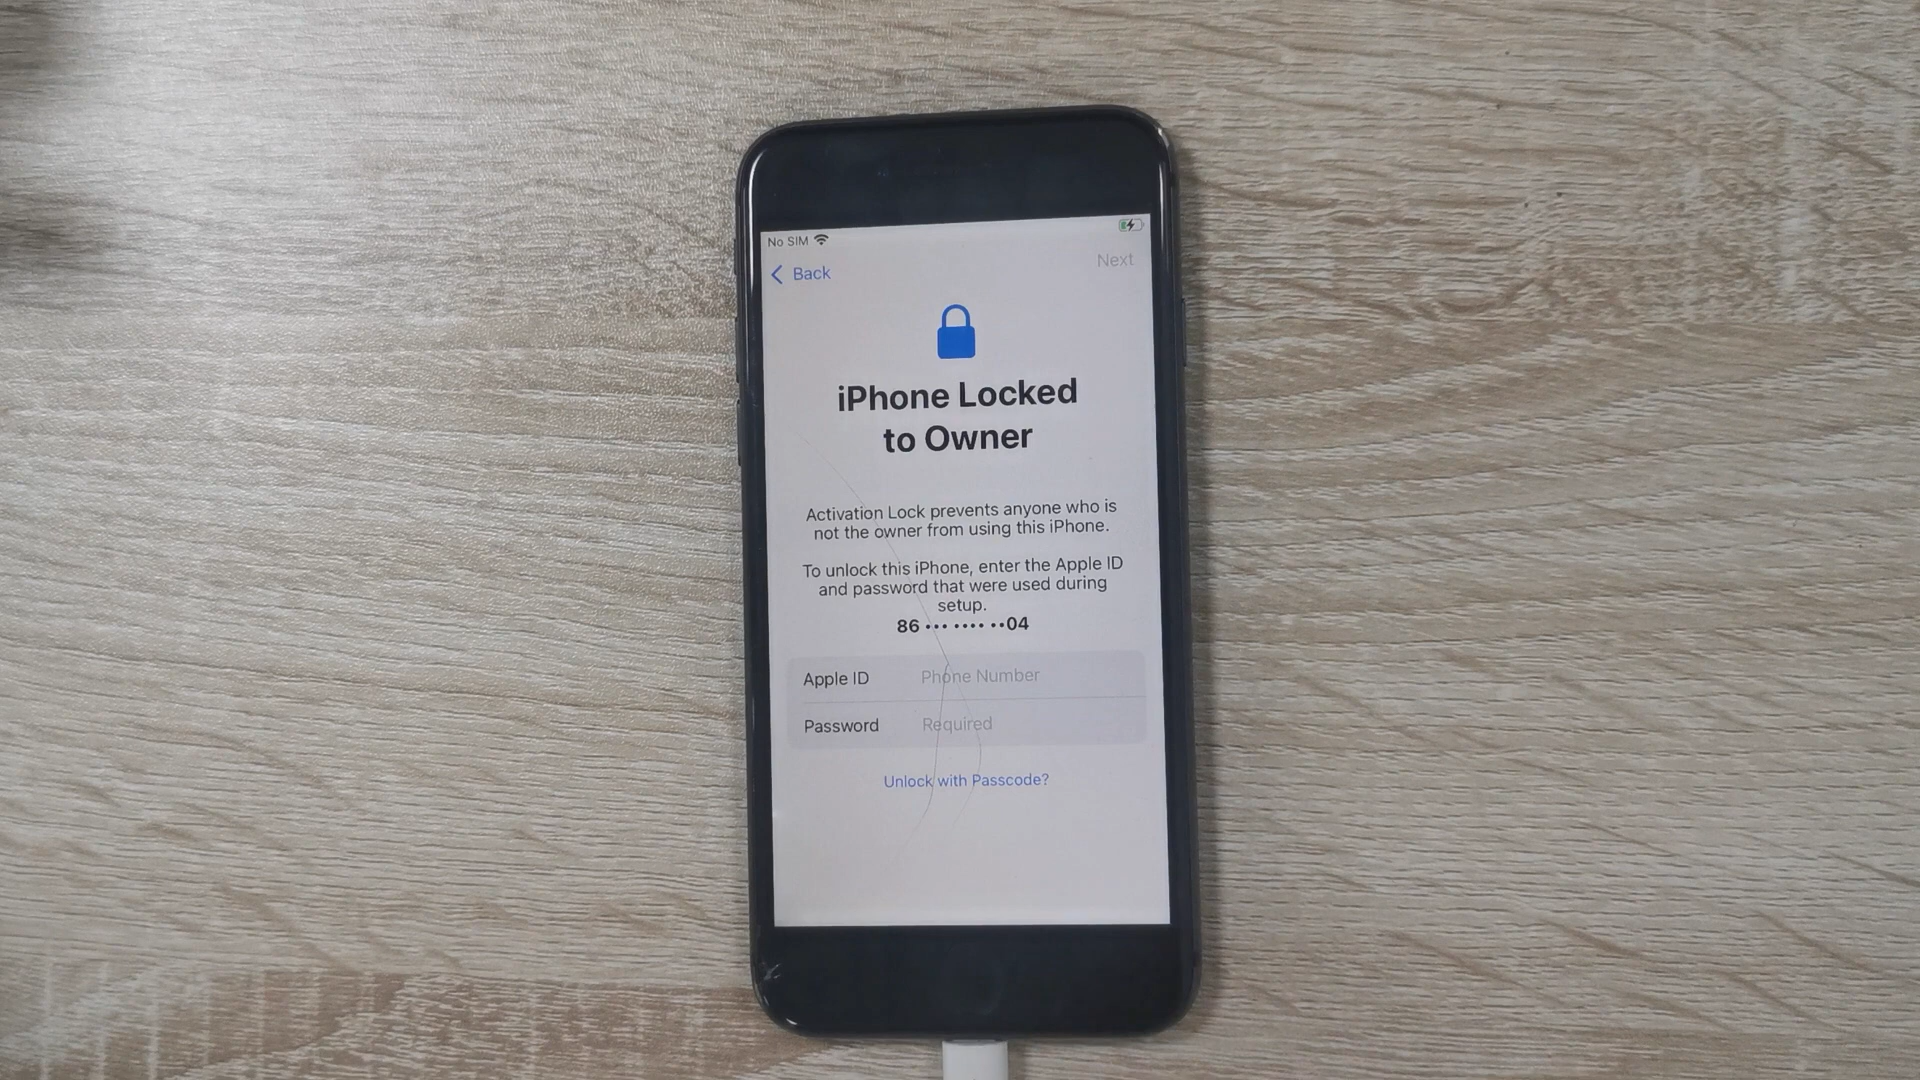 No SIM
Back
Next
iPhone Locked
to Owner
Activation Lock prevents anyone who is
not the owner from using this iPhone.
To unlock this iPhone, enter the Apple ID
and password that were used during
setup.
86 ••• •••• ••04
Apple ID Phone Number
Password Required
Unlock with Passcode?